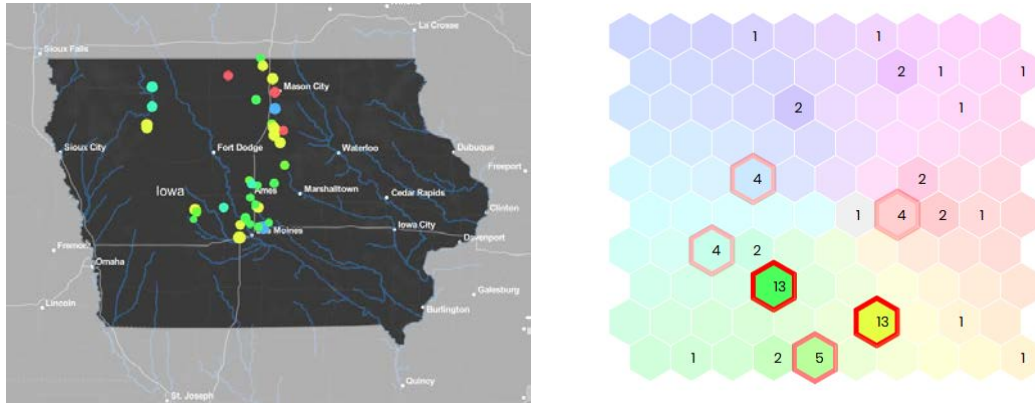 La Crosse
Sioux Falls
Mason City
Sioux City
Fort Dodge
Waterloo
Dubuque
Freeport
Iowa
Ames
Marshalltown
Cedar Rapids
Clinton
Moines
Iowa City
Davenport
Omaha
Lincoln
Galesburg
Burlington
Quincy
St. Joseph
1 1
2 1 1
2 1
4 2
1 4 2 1
4 2
13
13 1
1 2 5 1